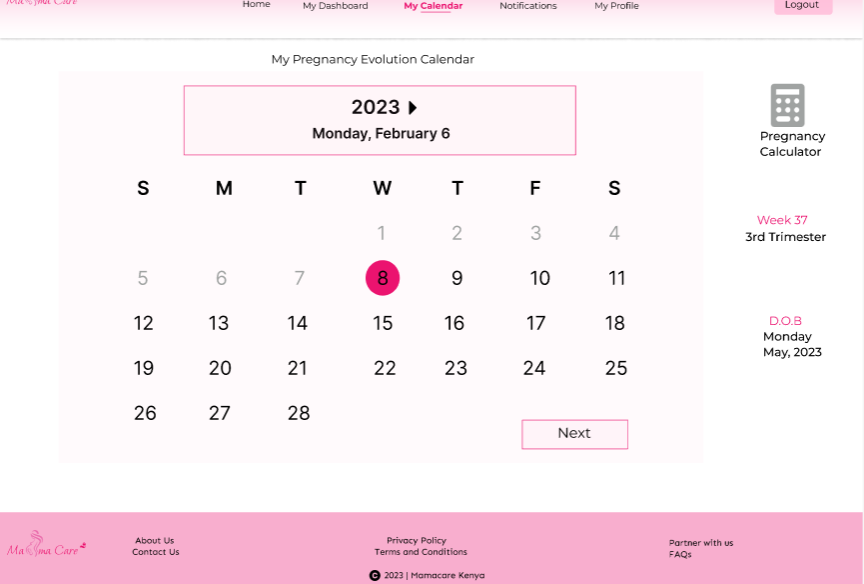 Mama Care
Home My Dashboard My Calendar Notifications My Profile Logout
My Pregnancy Evolution Calendar
2023
Monday, February 6
S M T W T F S
1 2 3 4
5 6 7 8 9 10 11
12 13 14 15 16 17 18
19 20 21 22 23 24 25
26 27 28
Next
Pregnancy
Calculator
Week 37
3rd Trimester
D.O.B
Monday
May, 2023
Mama Care
About Us
Contact Us
Privacy Policy
Terms and Conditions
Partner with us
FAQs
© 2023 | Mamacare Kenya